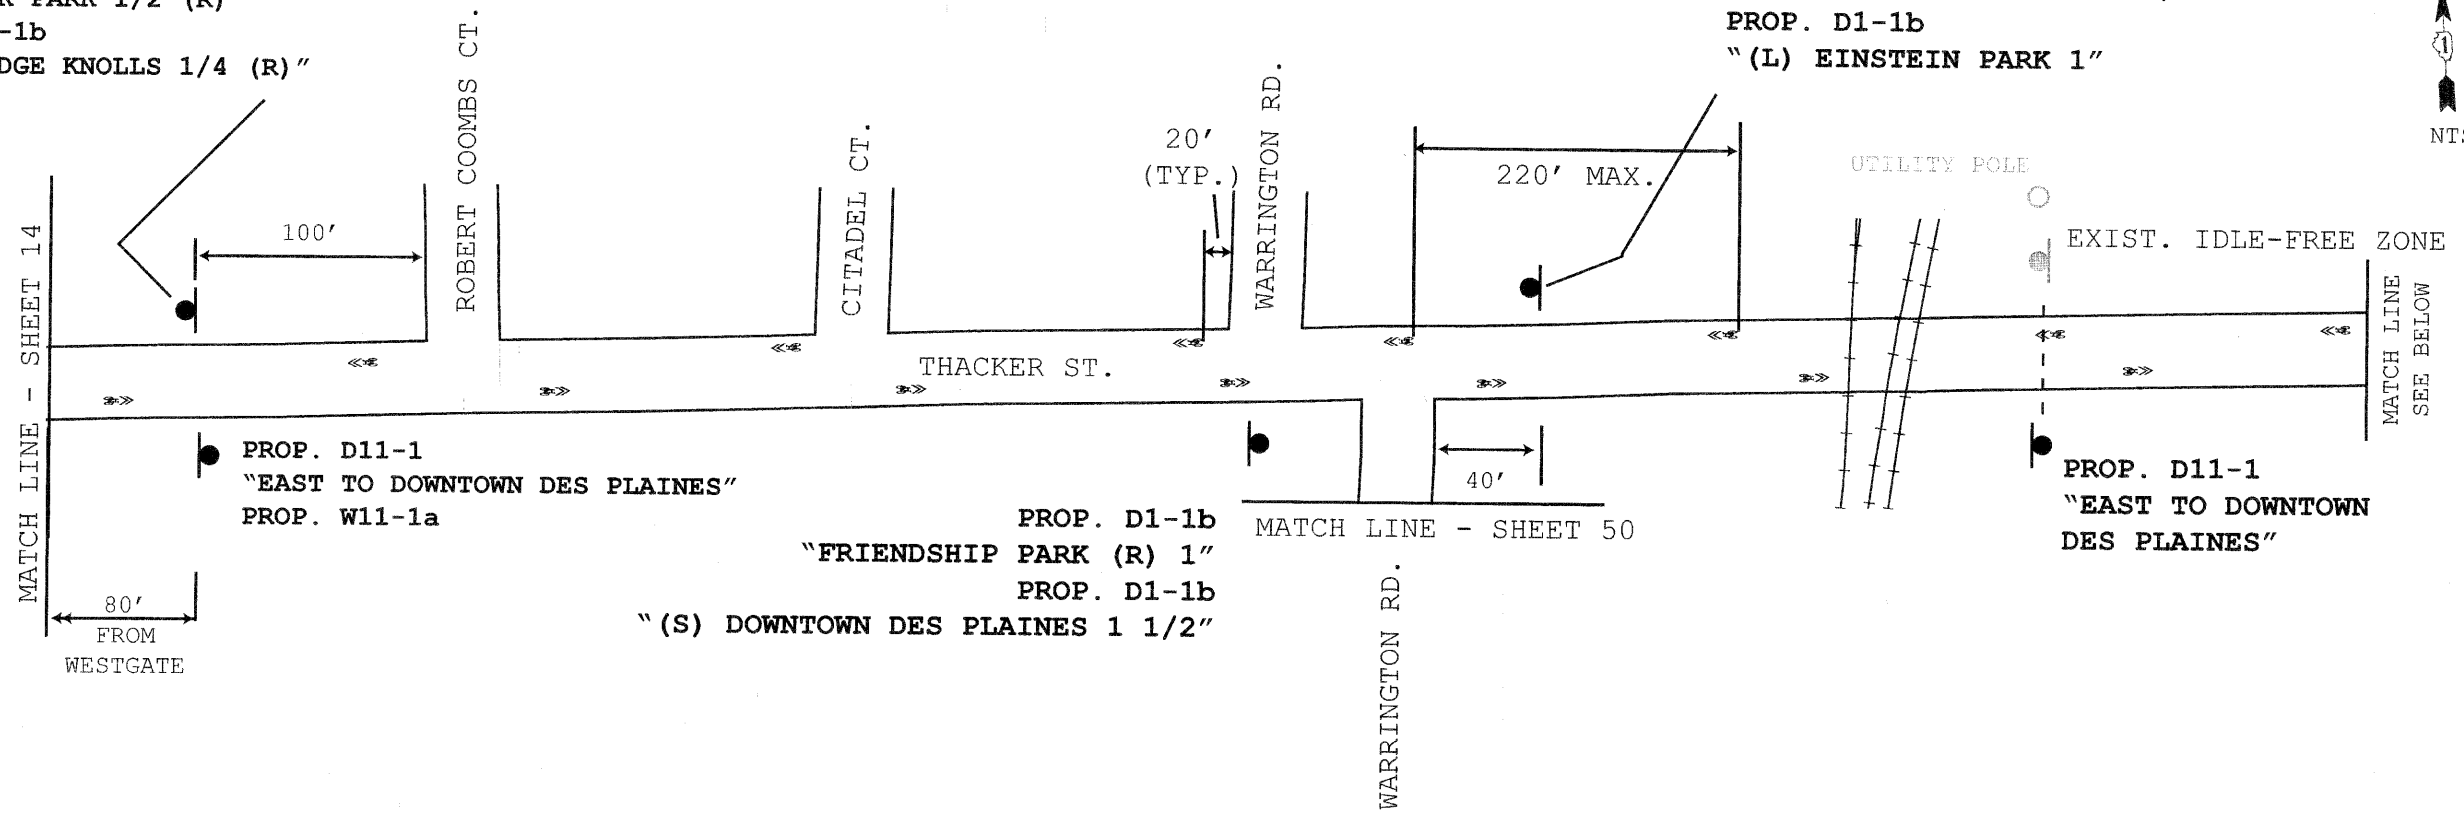 PARK 1/2 (R)
-1b
DGE KNOLLS 1/4 (R)"
ROBERT COOMBS CT.
CITADEL CT.
20'
(TYP.)
WARRINGTON RD.
PROP. D1-1b
"(L) EINSTEIN PARK 1"
220' MAX.
UTILITY POLE
1
NTS
EXIST. IDLE-FREE ZONE
100'
MATCH LINE - SHEET 14
THACKER ST.
MATCH LINE
SEE BELOW
PROP. D11-1
"EAST TO DOWNTOWN DES PLAINES"
PROP. W11-1a
80'
FROM
WESTGATE
PROP. D1-1b
"FRIENDSHIP PARK (R) 1"
PROP. D1-1b
"(S) DOWNTOWN DES PLAINES 1 1/2"
40'
MATCH LINE - SHEET 50
WARRINGTON RD.
PROP. D11-1
"EAST TO DOWNTOWN
DES PLAINES"